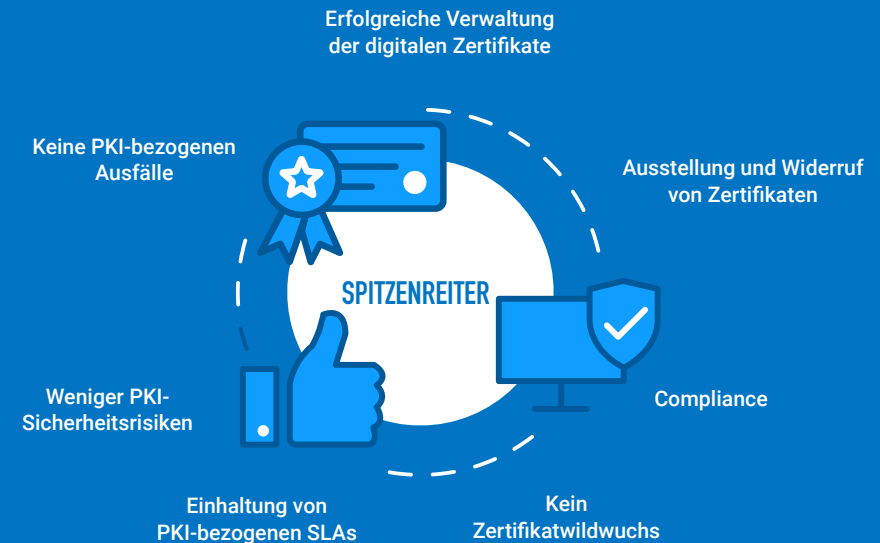 Erfolgreiche Verwaltung
der digitalen Zertifikate
Keine PKI-bezogenen
Ausfälle
Ausstellung und Widerruf
von Zertifikaten
SPITZENREITER
Weniger PKI-
Sicherheitsrisiken
Compliance
Einhaltung von
PKI-bezogenen SLAs
Kein
Zertifikatwildwuchs